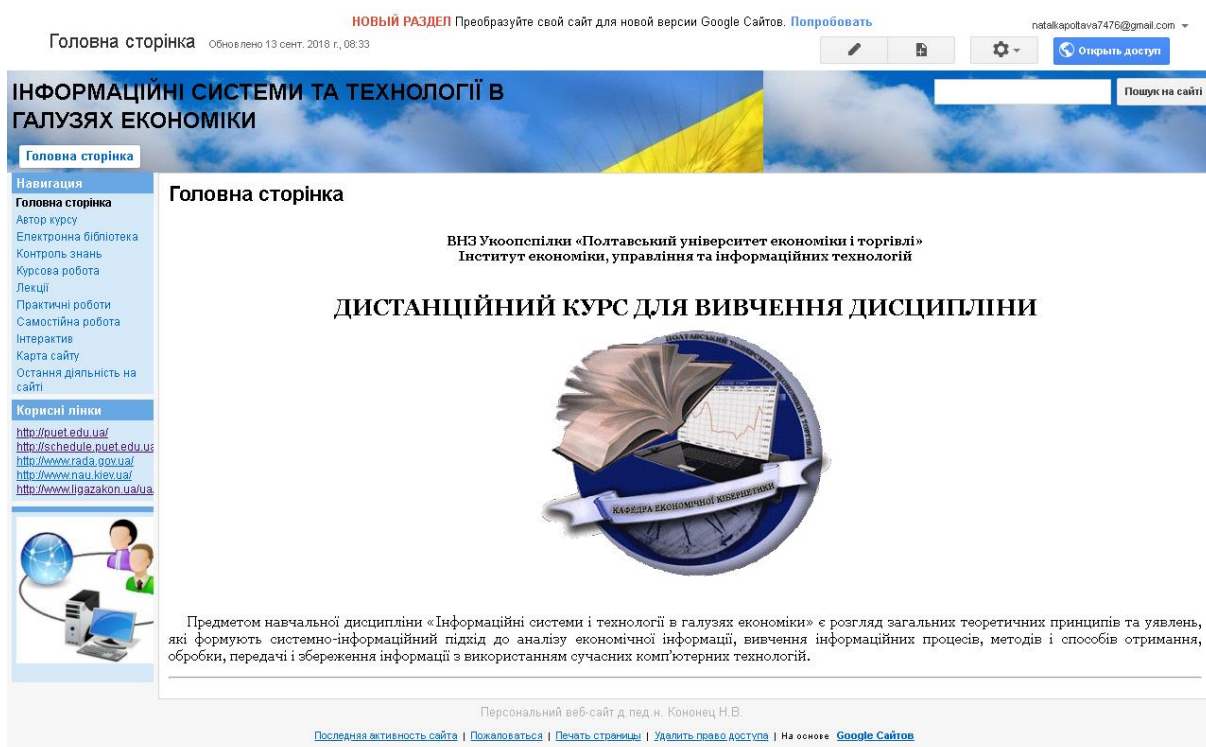 НОВЫЙ РАЗДЕЛ Преобразуйте свой сайт для новой версии Google Сайтов. Попробовать
natalkapoltava7476@gmail.com
Головна сторінка Обновлено 13 сент. 2018 г., 08:33
Открыть доступ
ІНФОРМАЦІЙНІ СИСТЕМИ ТА ТЕХНОЛОГІЇ В
ГАЛУЗЯХ ЕКОНОМІКИ
Пошук на сайті
Головна сторінка
Навигация
Головна сторінка
Автор курсу
Електронна бібліотека
Контроль знань
Курсова робота
Лекції
Практичні роботи
Самостійна робота
Інтерактив
Карта сайту
Остання діяльність на
сайті
Корисні лінки
http://puet.edu.ua/
http://schedule.puet.edu.ua
http://www.rada.gov.ua/
http://www.nau.kiev.ua/
http://www.ligazakon.ua/ua
Головна сторінка
ВНЗ Укоопспілки «Полтавський університет економіки і торгівлі»
Інститут економіки, управління та інформаційних технологій
ДИСТАНЦІЙНИЙ КУРС ДЛЯ ВИВЧЕННЯ ДИСЦИПЛІНИ
ПОЛТАВСЬКИЙ УНІВЕРСИТЕТ ЕКОНОМІКИ І ТОРГІВЛІ
КАФЕДРА ЕКОНОМІЧНОЇ КІБЕРНЕТИКИ
Предметом навчальної дисципліни «Інформаційні системи і технології в галузях економіки» є розгляд загальних теоретичних принципів та уявлень,
які формують системно-інформаційний підхід до аналізу економічної інформації, вивчення інформаційних процесів, методів і способів отримання,
обробки, передачі і збереження інформації з використанням сучасних комп'ютерних технологій.
Персональний веб-сайт д.пед.н. Кононец Н.В.
Последняя активность сайта | Пожаловаться | Печать страницы | Удалить право доступа | На основе Google Сайтов